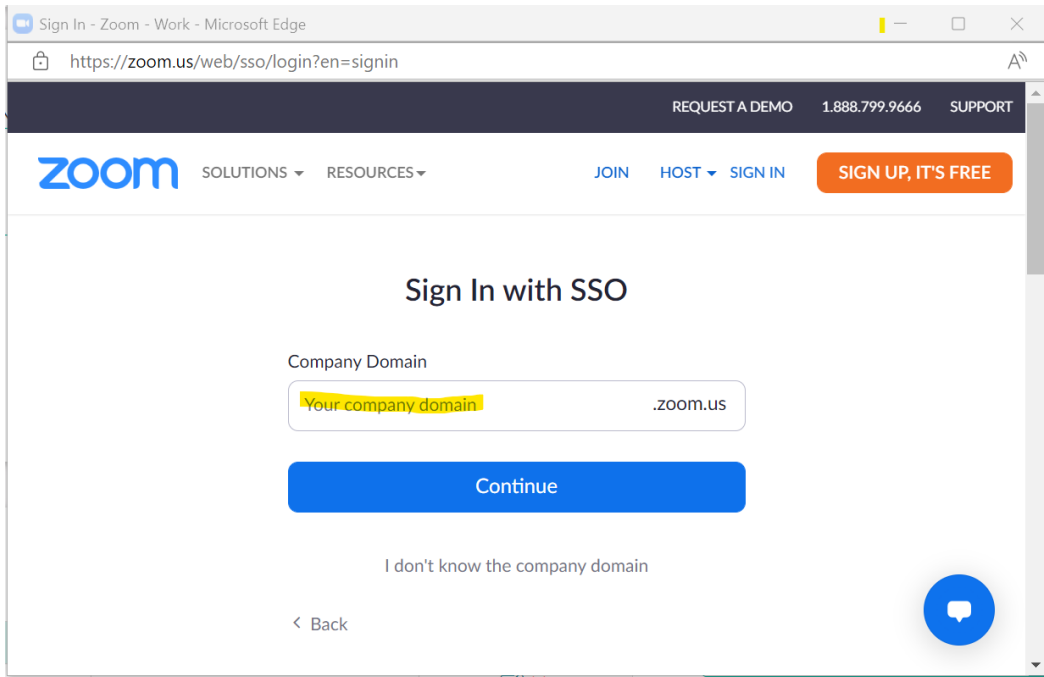 Sign In - Zoom - Work - Microsoft Edge
https://zoom.us/web/sso/login?en=signin
REQUEST A DEMO 1.888.799.9666 SUPPORT
zoom SOLUTIONS RESOURCES JOIN HOST SIGN IN SIGN UP, IT'S FREE
Sign In with SSO
Company Domain
Your company domain .zoom.us
Continue
I don't know the company domain
< Back